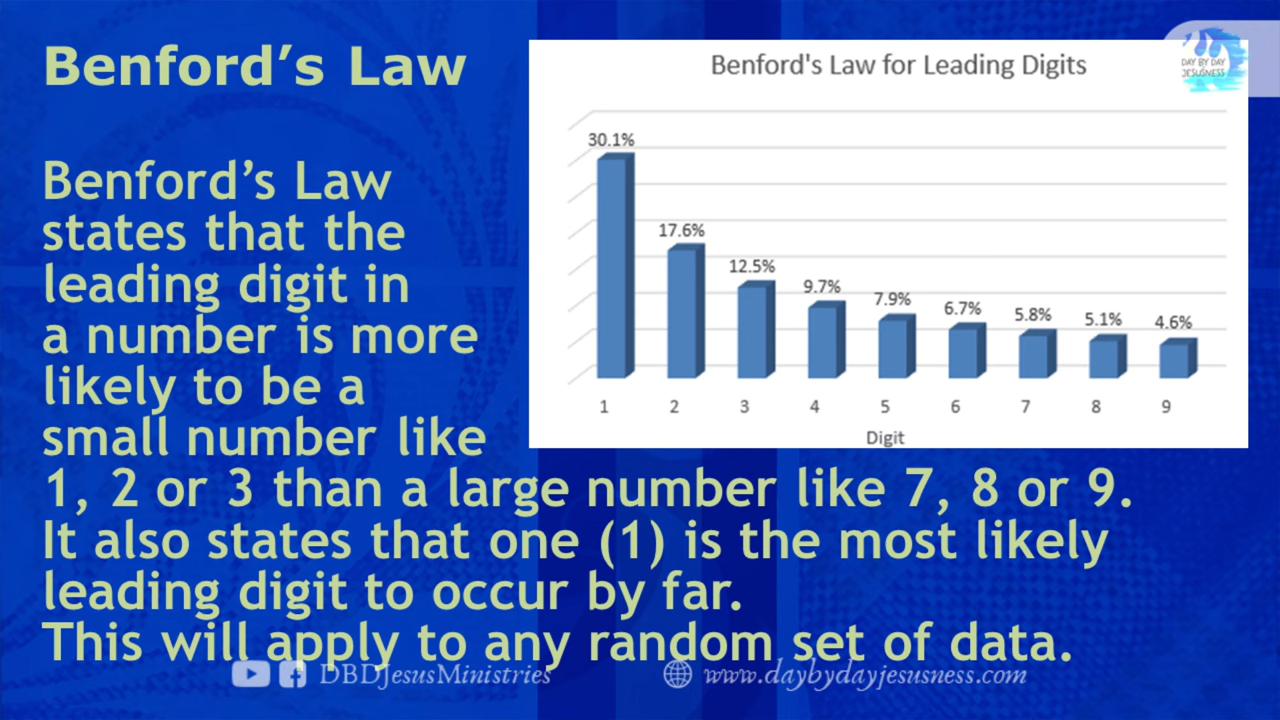 Benford’s Law
Benford’s Law
states that the
leading digit in
a number is more
likely to be a
small number like
1, 2 or 3 than a large number like 7, 8 or 9.
It also states that one (1) is the most likely
leading digit to occur by far.
This will apply to any random set of data.
Benford's Law for Leading Digits
30.1%
17.6%
12.5%
9.7%
7.9%
6.7%
5.8%
5.1%
4.6%
1 2 3 4 5 6 7 8 9
Digit
DAY BY DAY
JESUSNESS
DBDJesusMinistries
www.daybydayjesusness.com